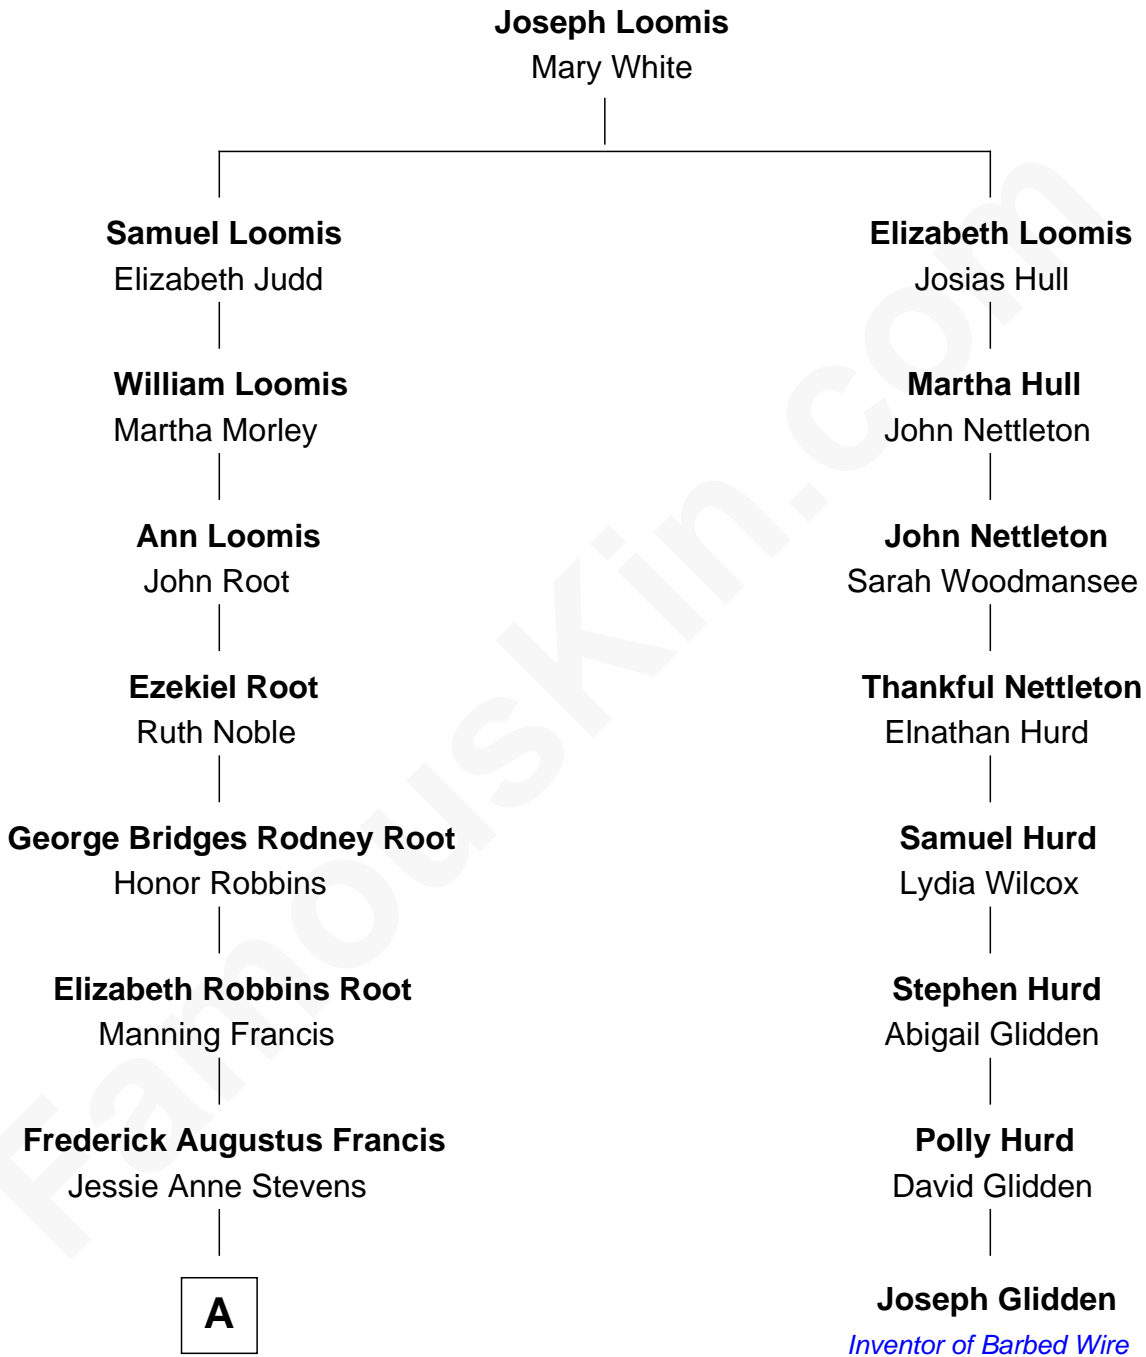 Joseph Loomis
Mary White
Samuel Loomis
Elizabeth Judd
William Loomis
Martha Morley
Ann Loomis
John Root
Ezekiel Root
Ruth Noble
George Bridges Rodney Root
Honor Robbins
Elizabeth Robbins Root
Manning Francis
Frederick Augustus Francis
Jessie Anne Stevens
A
Elizabeth Loomis
Josias Hull
Martha Hull
John Nettleton
John Nettleton
Sarah Woodmansee
Thankful Nettleton
Elnathan Hurd
Samuel Hurd
Lydia Wilcox
Stephen Hurd
Abigail Glidden
Polly Hurd
David Glidden
Joseph Glidden
Inventor of Barbed Wire
FamousKin.com